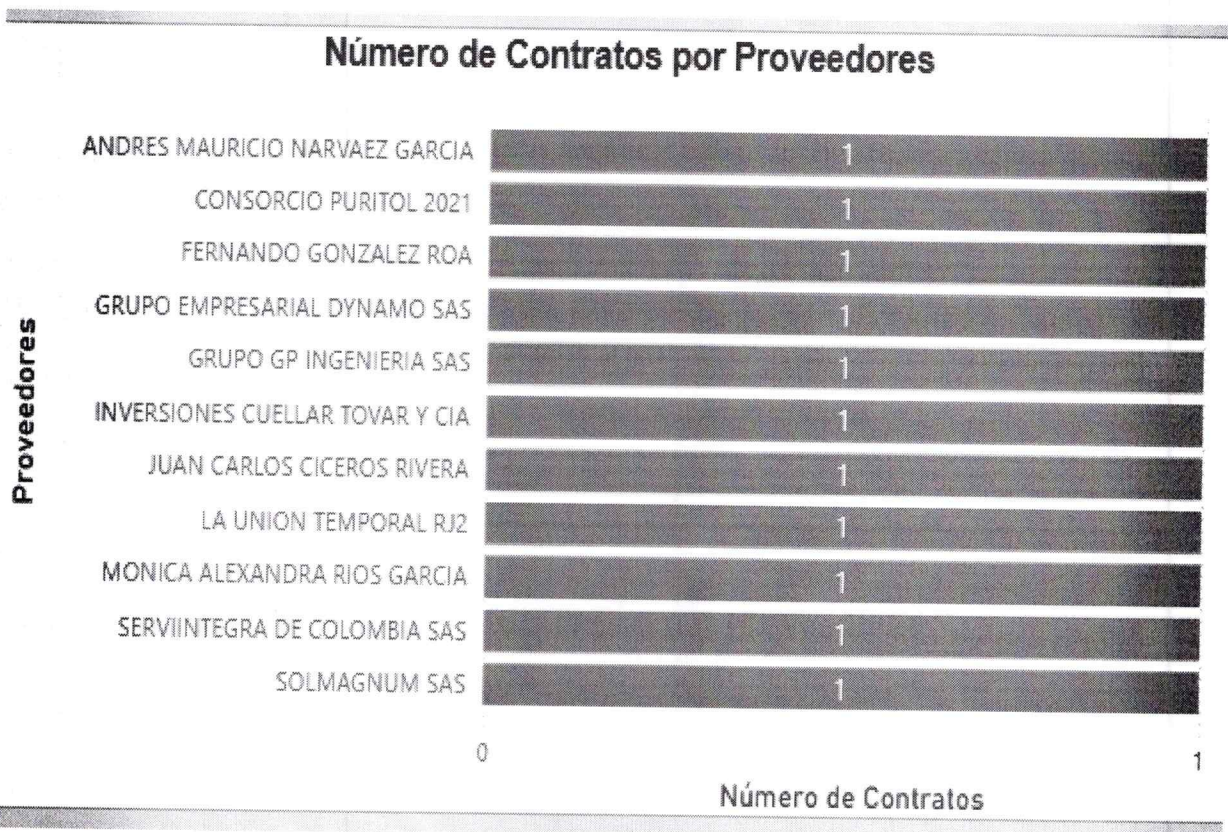 Número de Contratos por Proveedores
Proveedores
ANDRES MAURICIO NARVAEZ GARCIA 1
CONSORCIO PURITOL 2021 1
FERNANDO GONZALEZ ROA 1
GRUPO EMPRESARIAL DYNAMO SAS 1
GRUPO GP INGENIERIA SAS 1
INVERSIONES CUELLAR TOVAR Y CIA 1
JUAN CARLOS CICEROS RIVERA 1
LA UNION TEMPORAL RJ2 1
MONICA ALEXANDRA RIOS GARCIA 1
SERVIINTEGRA DE COLOMBIA SAS 1
SOLMAGNUM SAS 1
0 1
Número de Contratos